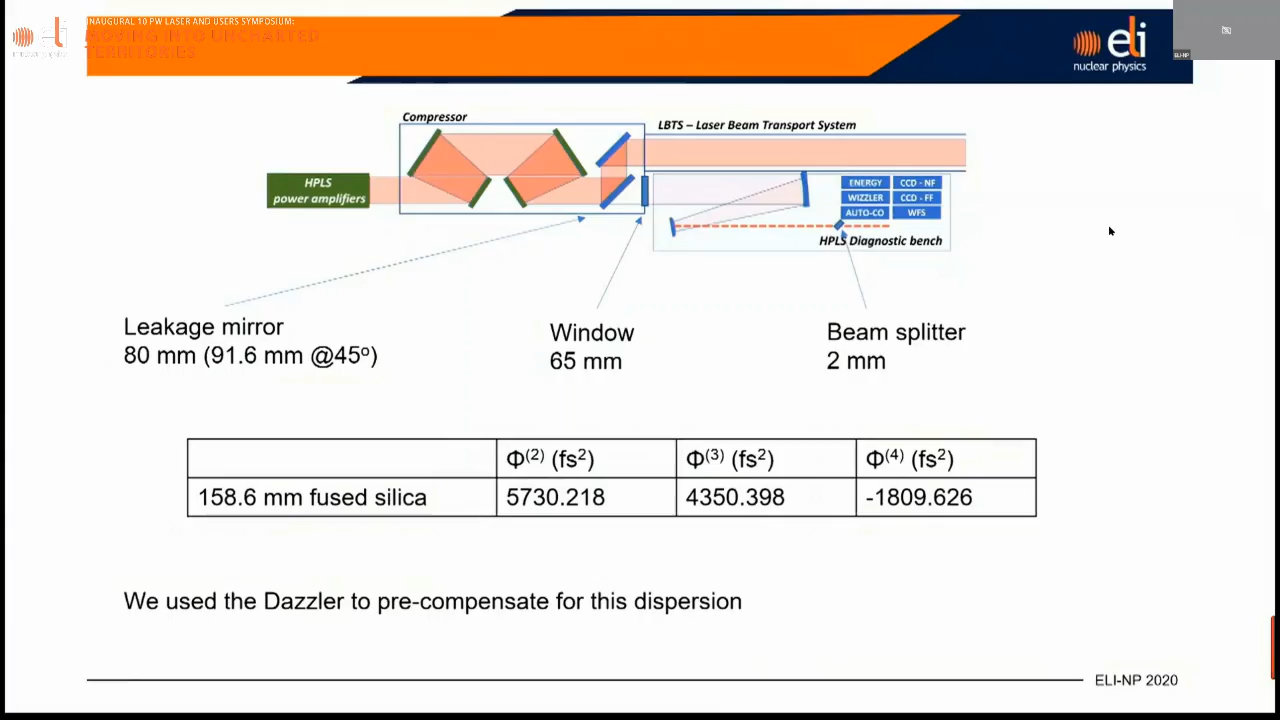 INAUGURAL 10 PW LASER AND USERS SYMPOSIUM:
MOVING INTO UNCHARTED
TERRITORIES
eli
eli
nuclear physics
ELI-NP
Compressor
LBTS – Laser Beam Transport System
HPLS
power amplifiers
ENERGY CCD - NF
WIZZLER CCD - FF
AUTO-CO WFS
HPLS Diagnostic bench
Leakage mirror
80 mm (91.6 mm @45º)
Window
65 mm
Beam splitter
2 mm
Φ(2) (fs2) Φ(3) (fs2) Φ(4) (fs2)
158.6 mm fused silica 5730.218 4350.398 -1809.626
We used the Dazzler to pre-compensate for this dispersion
ELI-NP 2020